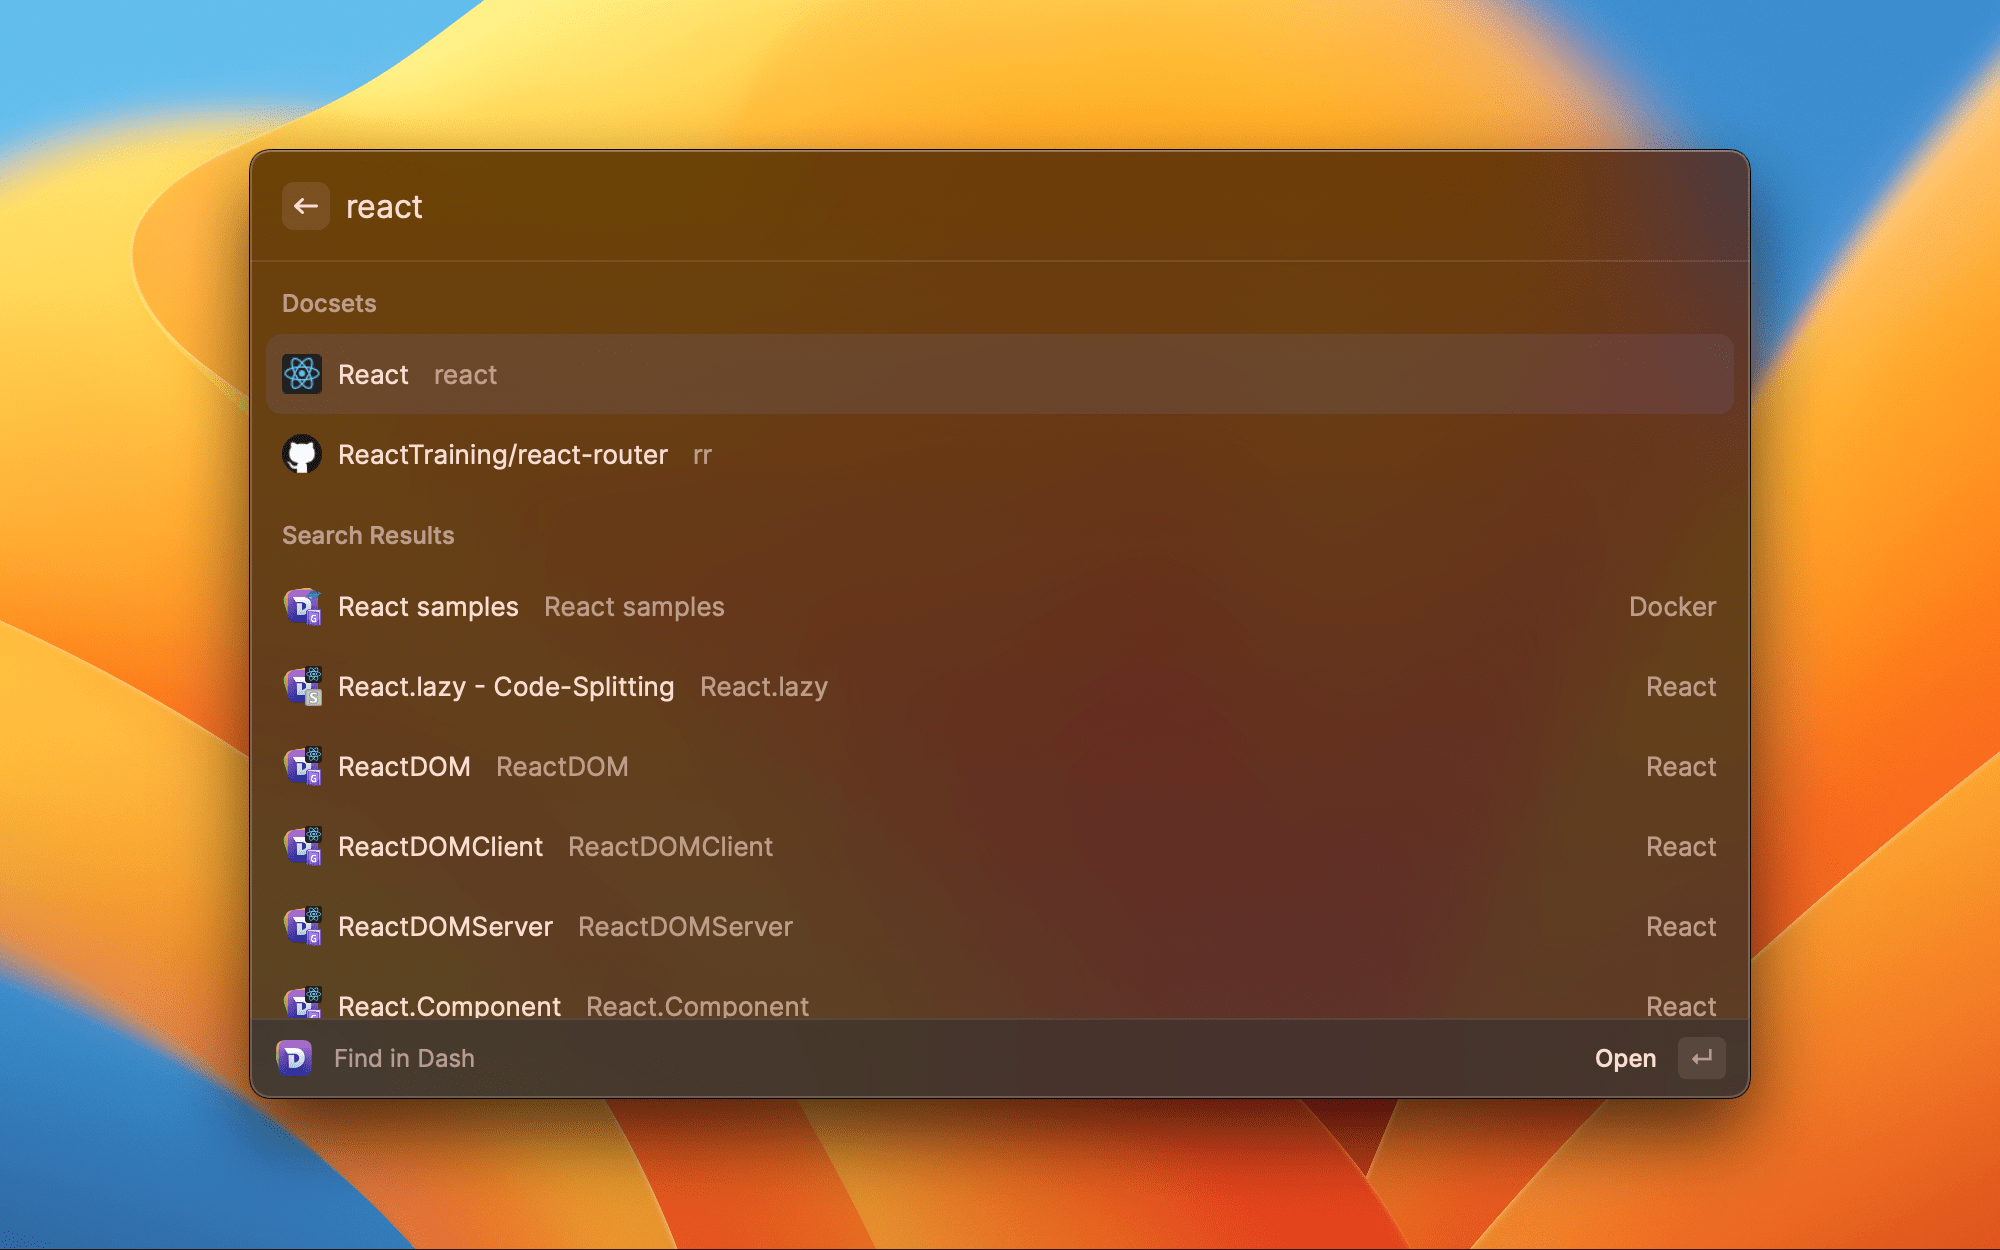 react
Docsets
React react
ReactTraining/react-router rr
Search Results
React samples React samples Docker
React.lazy - Code-Splitting React.lazy React
ReactDOM ReactDOM React
ReactDOMClient ReactDOMClient React
ReactDOMServer ReactDOMServer React
React.Component React.Component React
Find in Dash Open